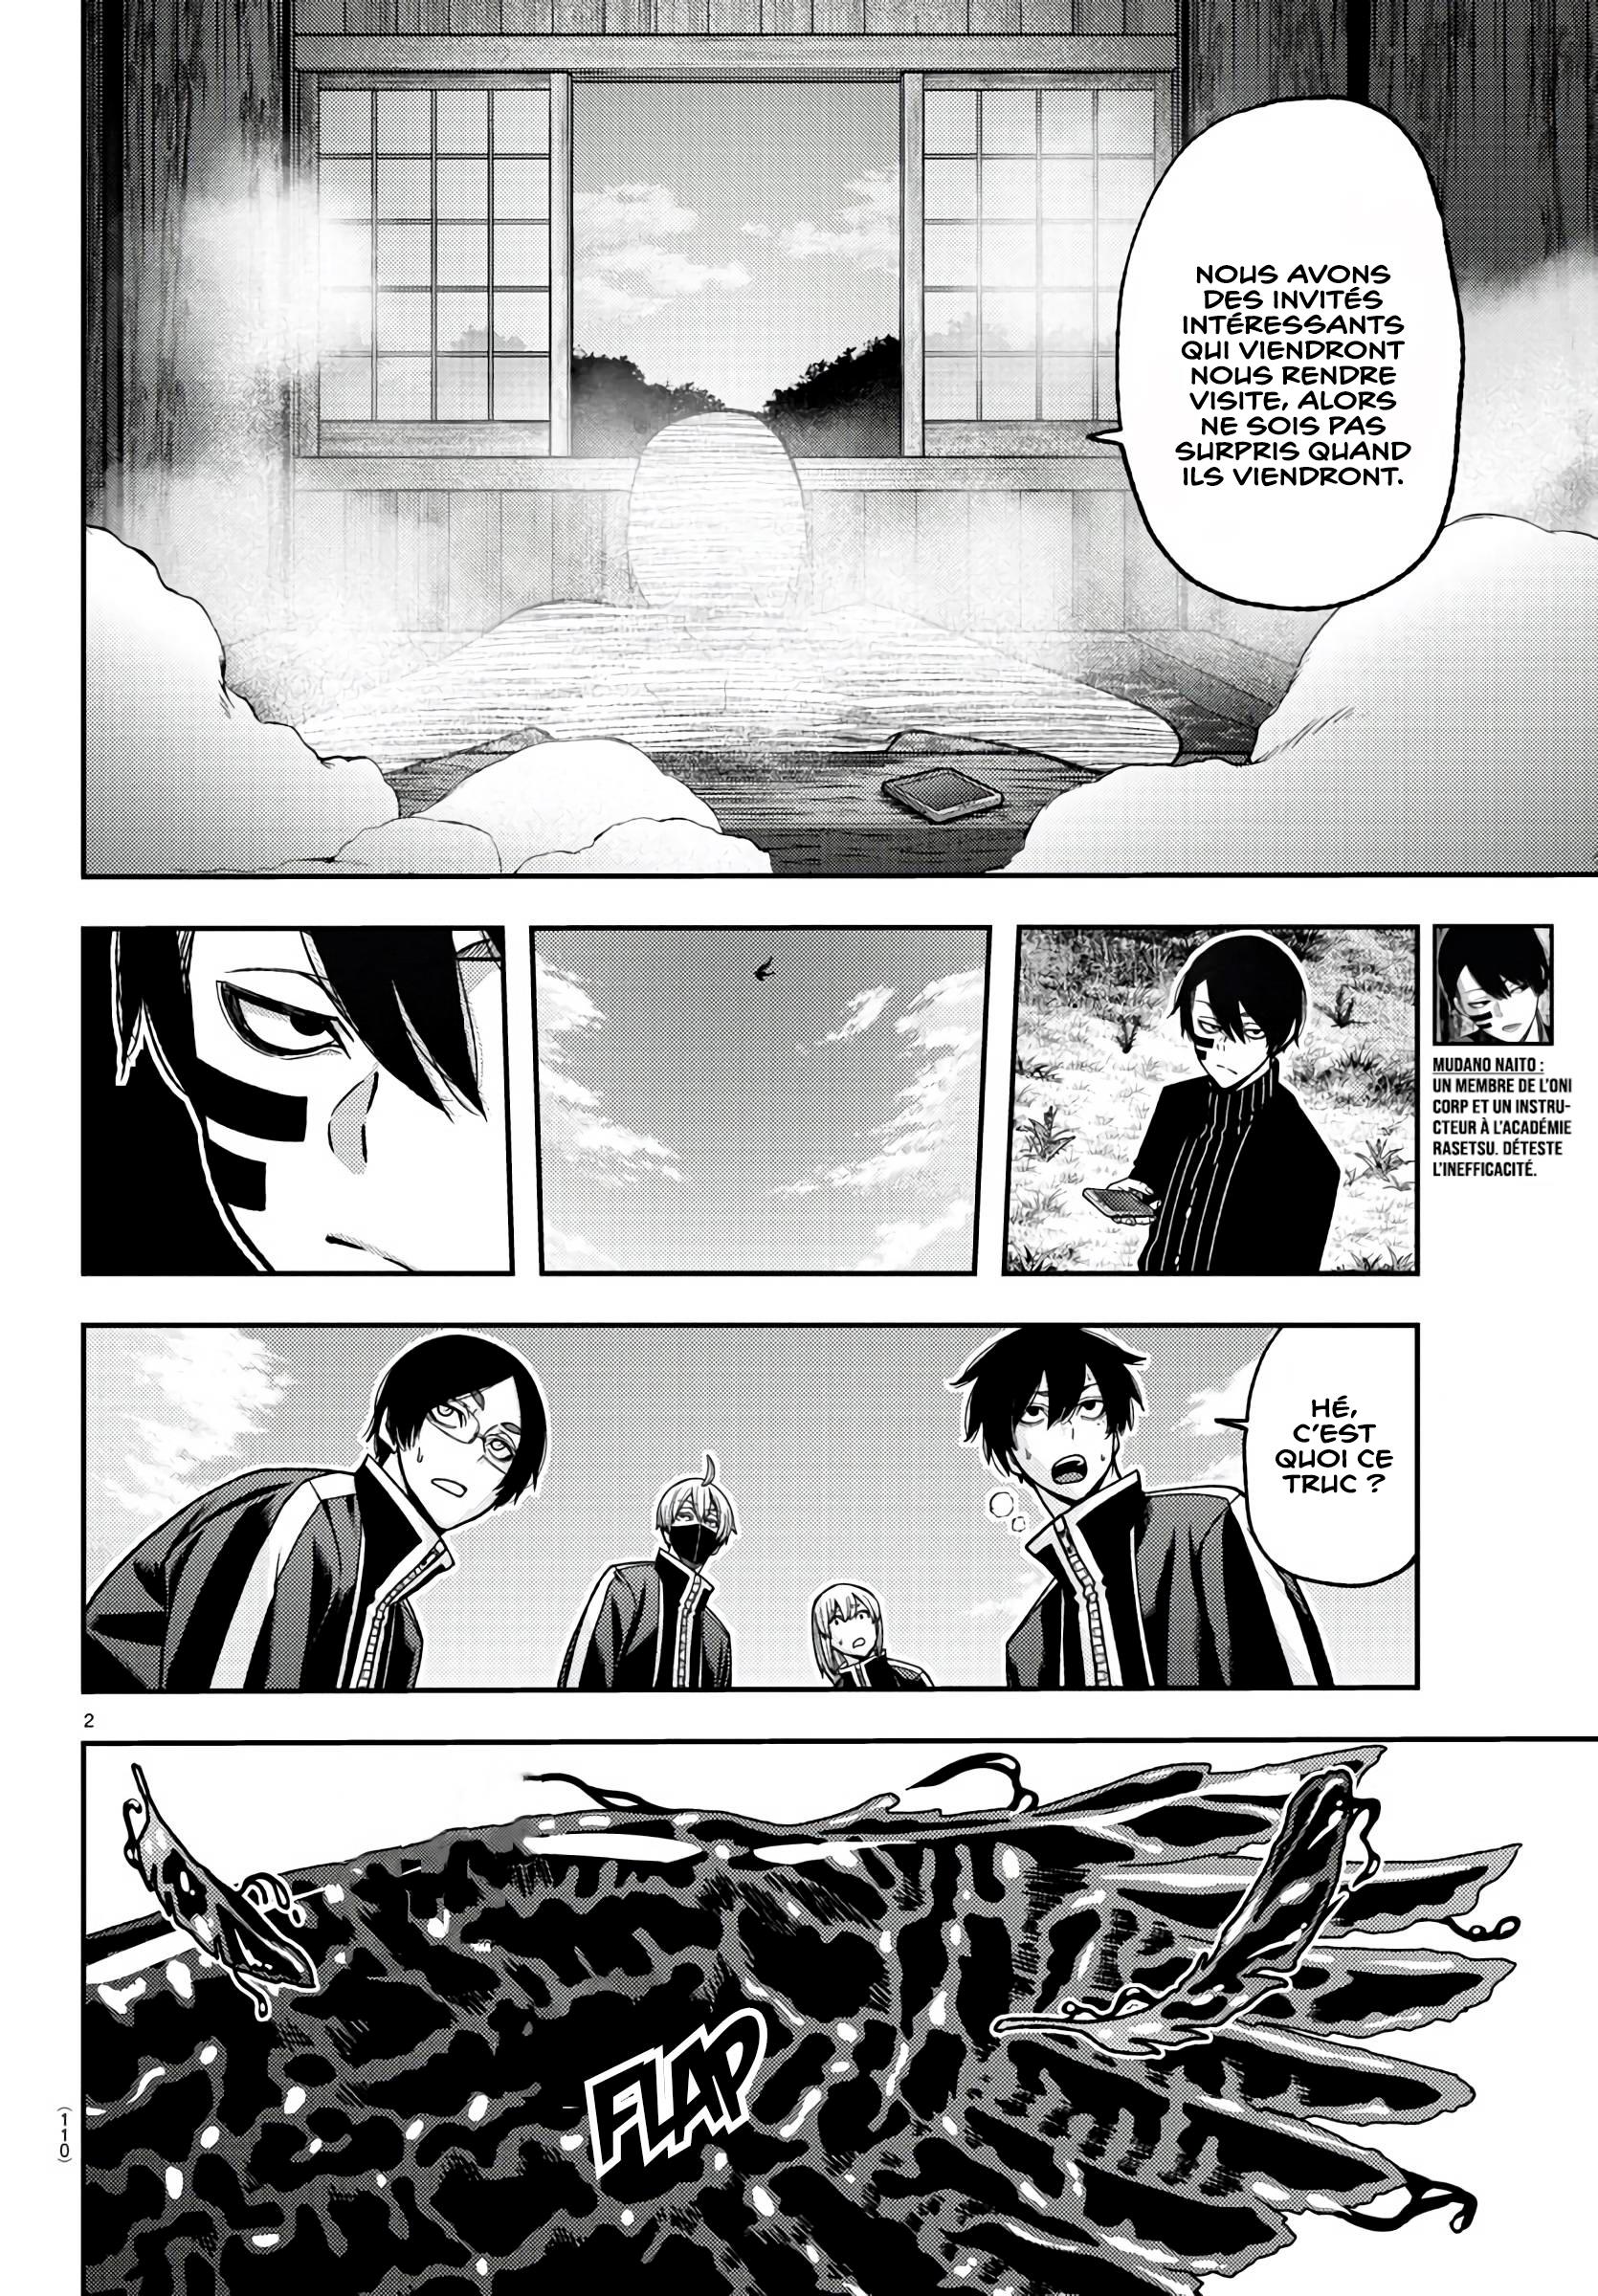 NOUS AVONS
DES INVITÉS
INTÉRESSANTS
QUI VIENDRONT
NOUS RENDRE
VISITE, ALORS
NE SOIS PAS
SURPRIS QUAND
ILS VIENDRONT.
MUDANO NAITO :
UN MEMBRE DE L'ONI
CORP ET UN INSTRU-
CTEUR À L'ACADÉMIE
RASETSU. DÉTESTE
L'INEFFICACITÉ.
HÉ,
C'EST
QUOI CE
TRUC ?
2
FLAP
(110)